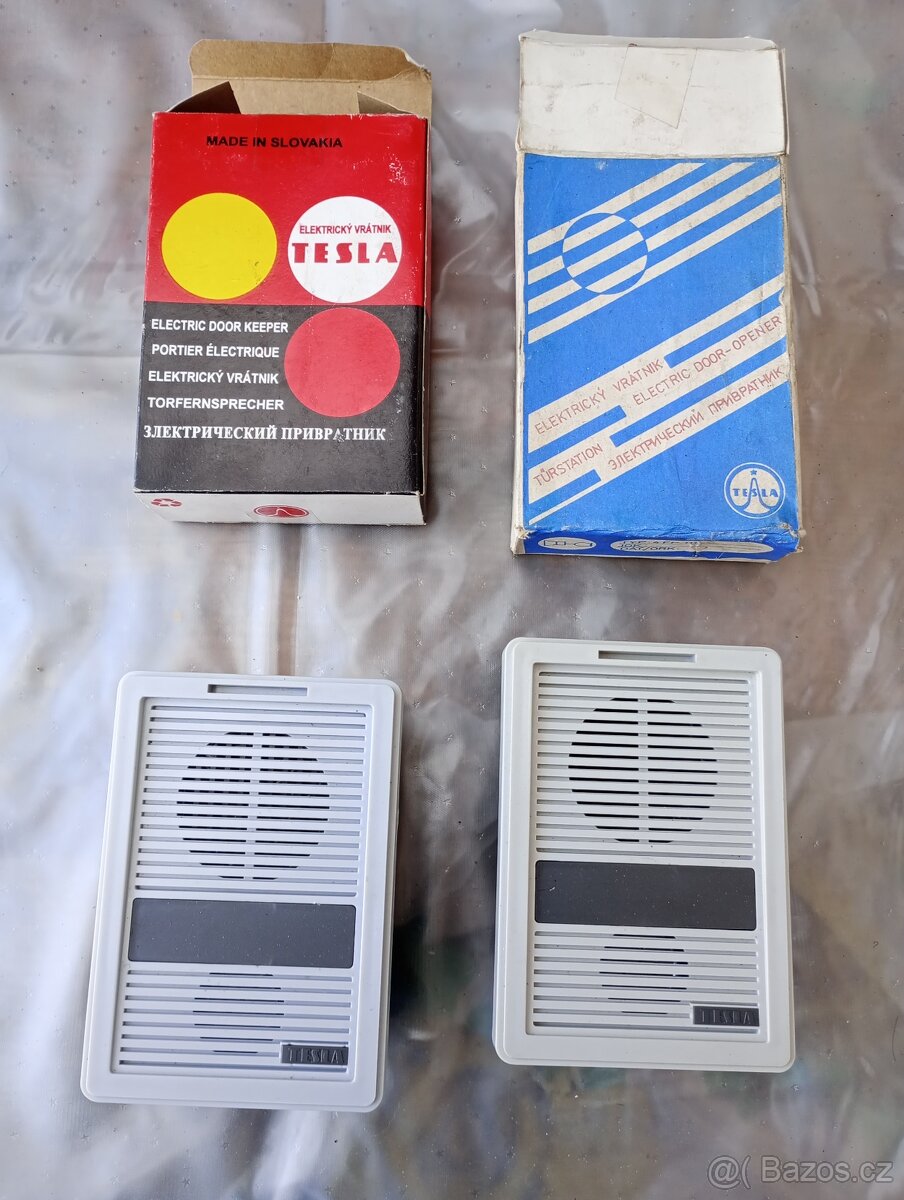 MADE IN SLOVAKIA
ELEKTRICKÝ VRÁTNIK
TESLA
ELECTRIC DOOR KEEPER
PORTIER ÉLECTRIQUE
ELEKTRICKÝ VRÁTNIK
TORFERNSPRECHER
ЗЛЕКТРИЧЕСКИЙ ПРИВРАТНИК
ELEKTRICKÝ VRÁTNIK
ELECTRIC DOOR-OPENER
TÜRSTATION
ЭЛЕКТРИЧЕСКИЙ ПРИВРАТНИК
TESLA
TESLA
TESLA
@( Bazos.cz